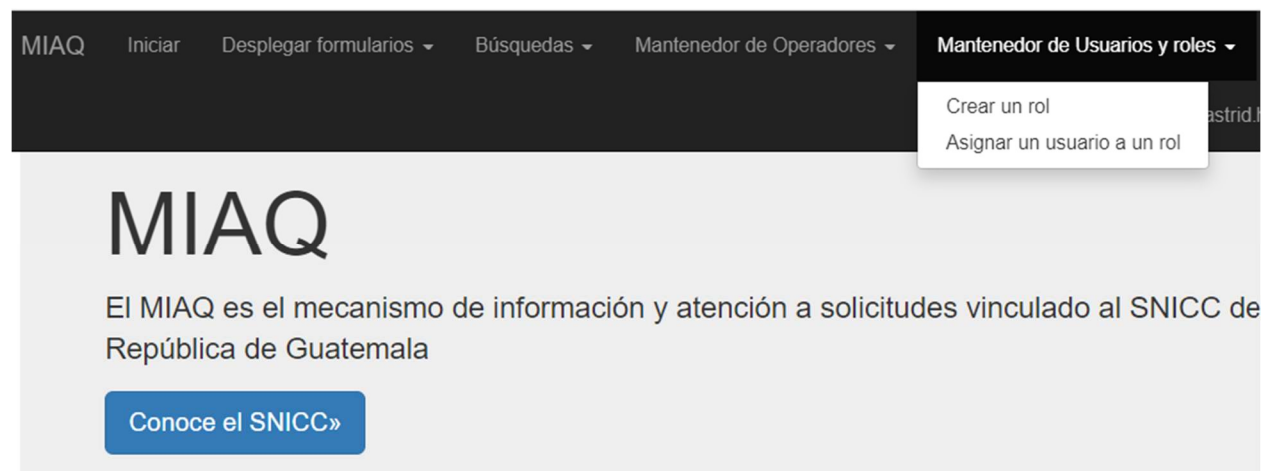 MIAQ Iniciar Desplegar formularios Búsquedas Mantenedor de Operadores Mantenedor de Usuarios y roles
Crear un rol
astrid.
Asignar un usuario a un rol
MIAQ
El MIAQ es el mecanismo de información y atención a solicitudes vinculado al SNICC de
República de Guatemala
Conoce el SNICC»